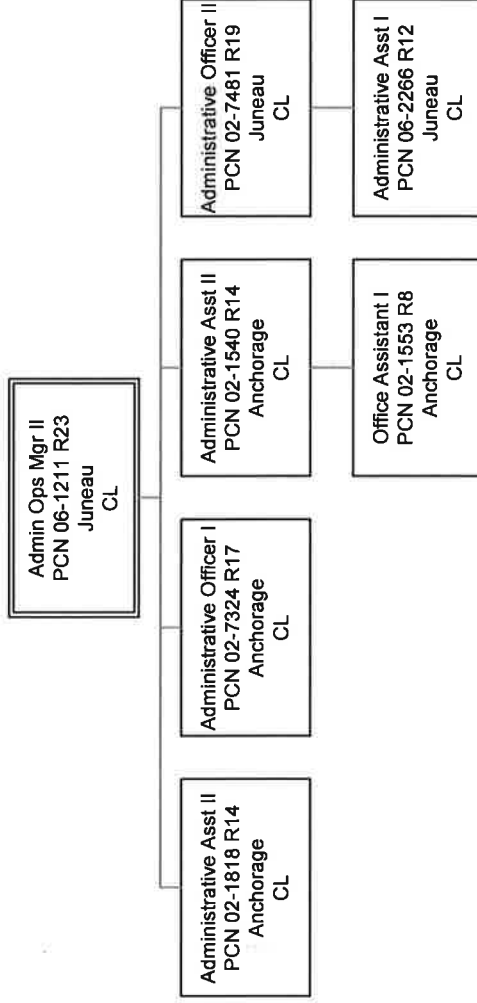 Admin Ops Mgr II
PCN 06-1211 R23
Juneau
CL
Administrative Asst II
PCN 02-1818 R14
Anchorage
CL
Administrative Officer I
PCN 02-7324 R17
Anchorage
CL
Administrative Asst II
PCN 02-1540 R14
Anchorage
CL
Administrative Officer II
PCN 02-7481 R19
Juneau
CL
Office Assistant I
PCN 02-1553 R8
Anchorage
CL
Administrative Asst I
PCN 06-2266 R12
Juneau
CL